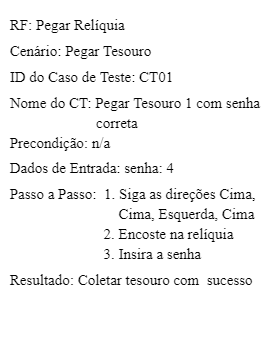 RF: Pegar Relíquia
Cenário: Pegar Tesouro
ID do Caso de Teste: CT01
Nome do CT: Pegar Tesouro 1 com senha
correta
Precondição: n/a
Dados de Entrada: senha: 4
Passo a Passo: 1. Siga as direções Cima,
Cima, Esquerda, Cima
2. Encoste na relíquia
3. Insira a senha
Resultado: Coletar tesouro com sucesso